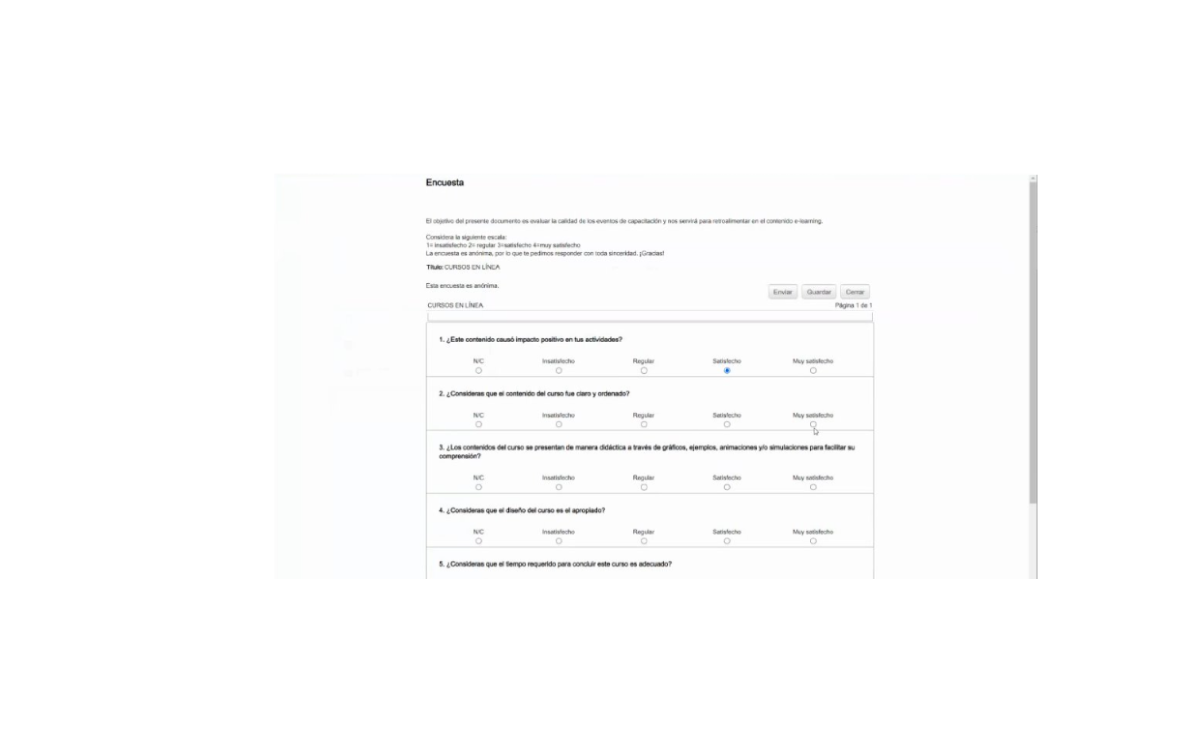 Encuesta
El objetivo del presente documento es evaluar la calidad de los eventos de capacitación y nos servirá para retroalimentar en el contenido e-learning.
Considera la siguiente escala:
1= Insatisfecho 2= regular 3=satisfecho 4=muy satisfecho
La encuesta es anónima, por lo que te pedimos responder con toda sinceridad. ¡Gracias!
Título: CURSOS EN LÍNEA
Esta encuesta es anónima.
Enviar Guardar Cerrar
CURSOS EN LÍNEA Página 1 de 1
1. ¿Este contenido causó impacto positivo en tus actividades?
N/C Insatisfecho Regular Satisfecho Muy satisfecho
2. ¿Consideras que el contenido del curso fue claro y ordenado?
N/C Insatisfecho Regular Satisfecho Muy satisfecho
3. ¿Los contenidos del curso se presentan de manera didáctica a través de gráficos, ejemplos, animaciones y/o simulaciones para facilitar su
comprensión?
N/C Insatisfecho Regular Satisfecho Muy satisfecho
4. ¿Consideras que el diseño del curso es el apropiado?
N/C Insatisfecho Regular Satisfecho Muy satisfecho
5. ¿Consideras que el tiempo requerido para concluir este curso es adecuado?